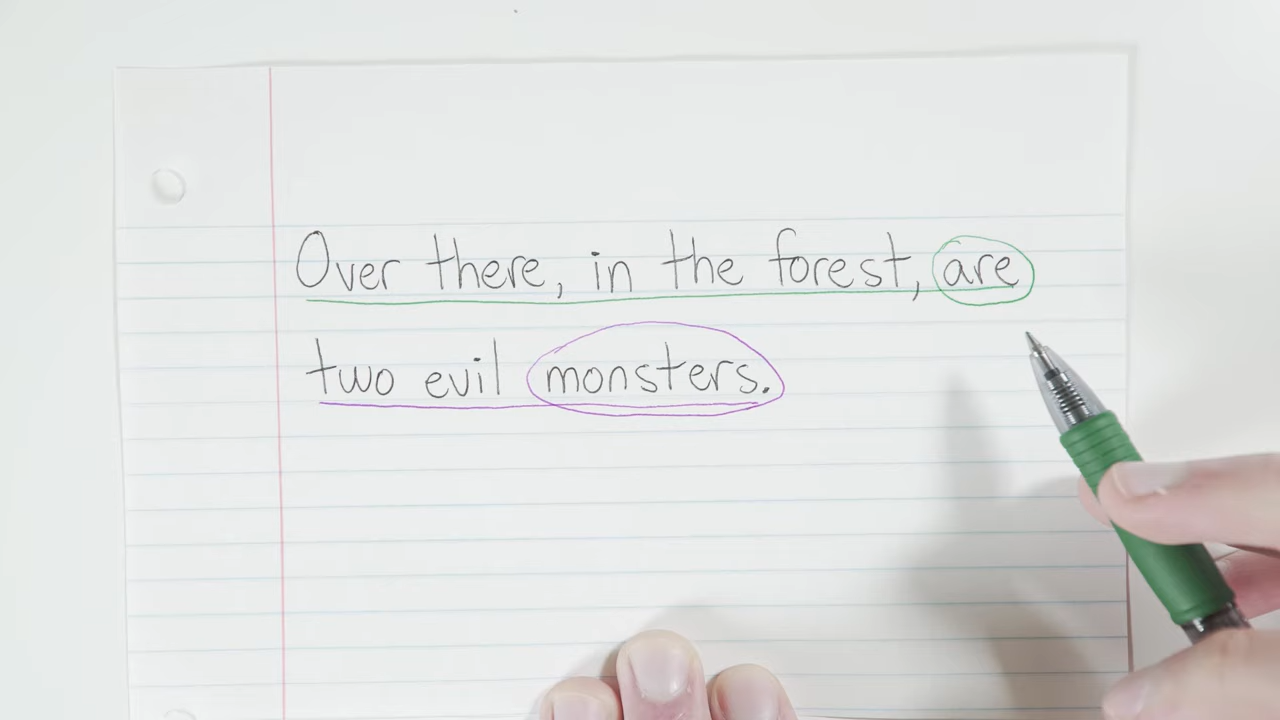 Over there, in the forest, are
two evil monsters.